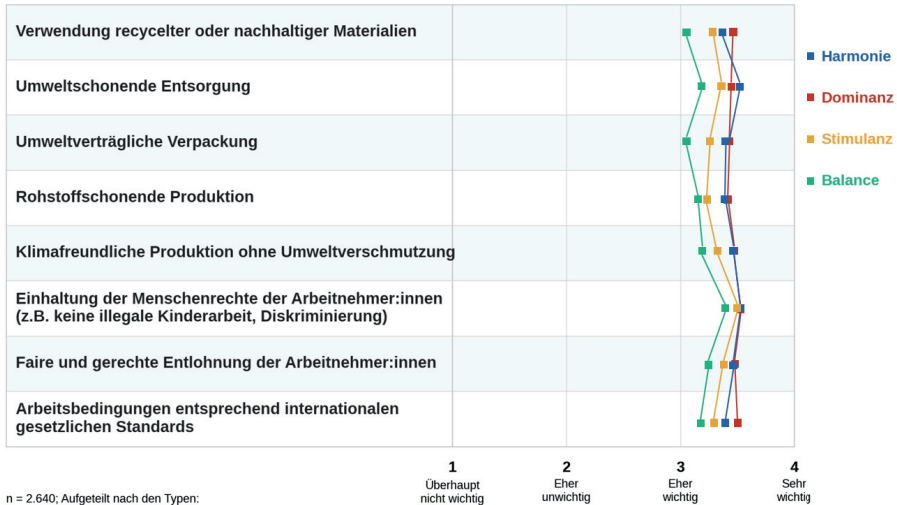 Verwendung recycelter oder nachhaltiger Materialien
Umweltschonende Entsorgung
Umweltverträgliche Verpackung
Rohstoffschonende Produktion
Klimafreundliche Produktion ohne Umweltverschmutzung
Einhaltung der Menschenrechte der Arbeitnehmer:innen
(z.B. keine illegale Kinderarbeit, Diskriminierung)
Faire und gerechte Entlohnung der Arbeitnehmer:innen
Arbeitsbedingungen entsprechend internationalen
gesetzlichen Standards
Harmonie
Dominanz
Stimulanz
Balance
1
Überhaupt
nicht wichtig
2
Eher
unwichtig
3
Eher
wichtig
4
Sehr
wichtig
n = 2.640; Aufgeteilt nach den Typen: